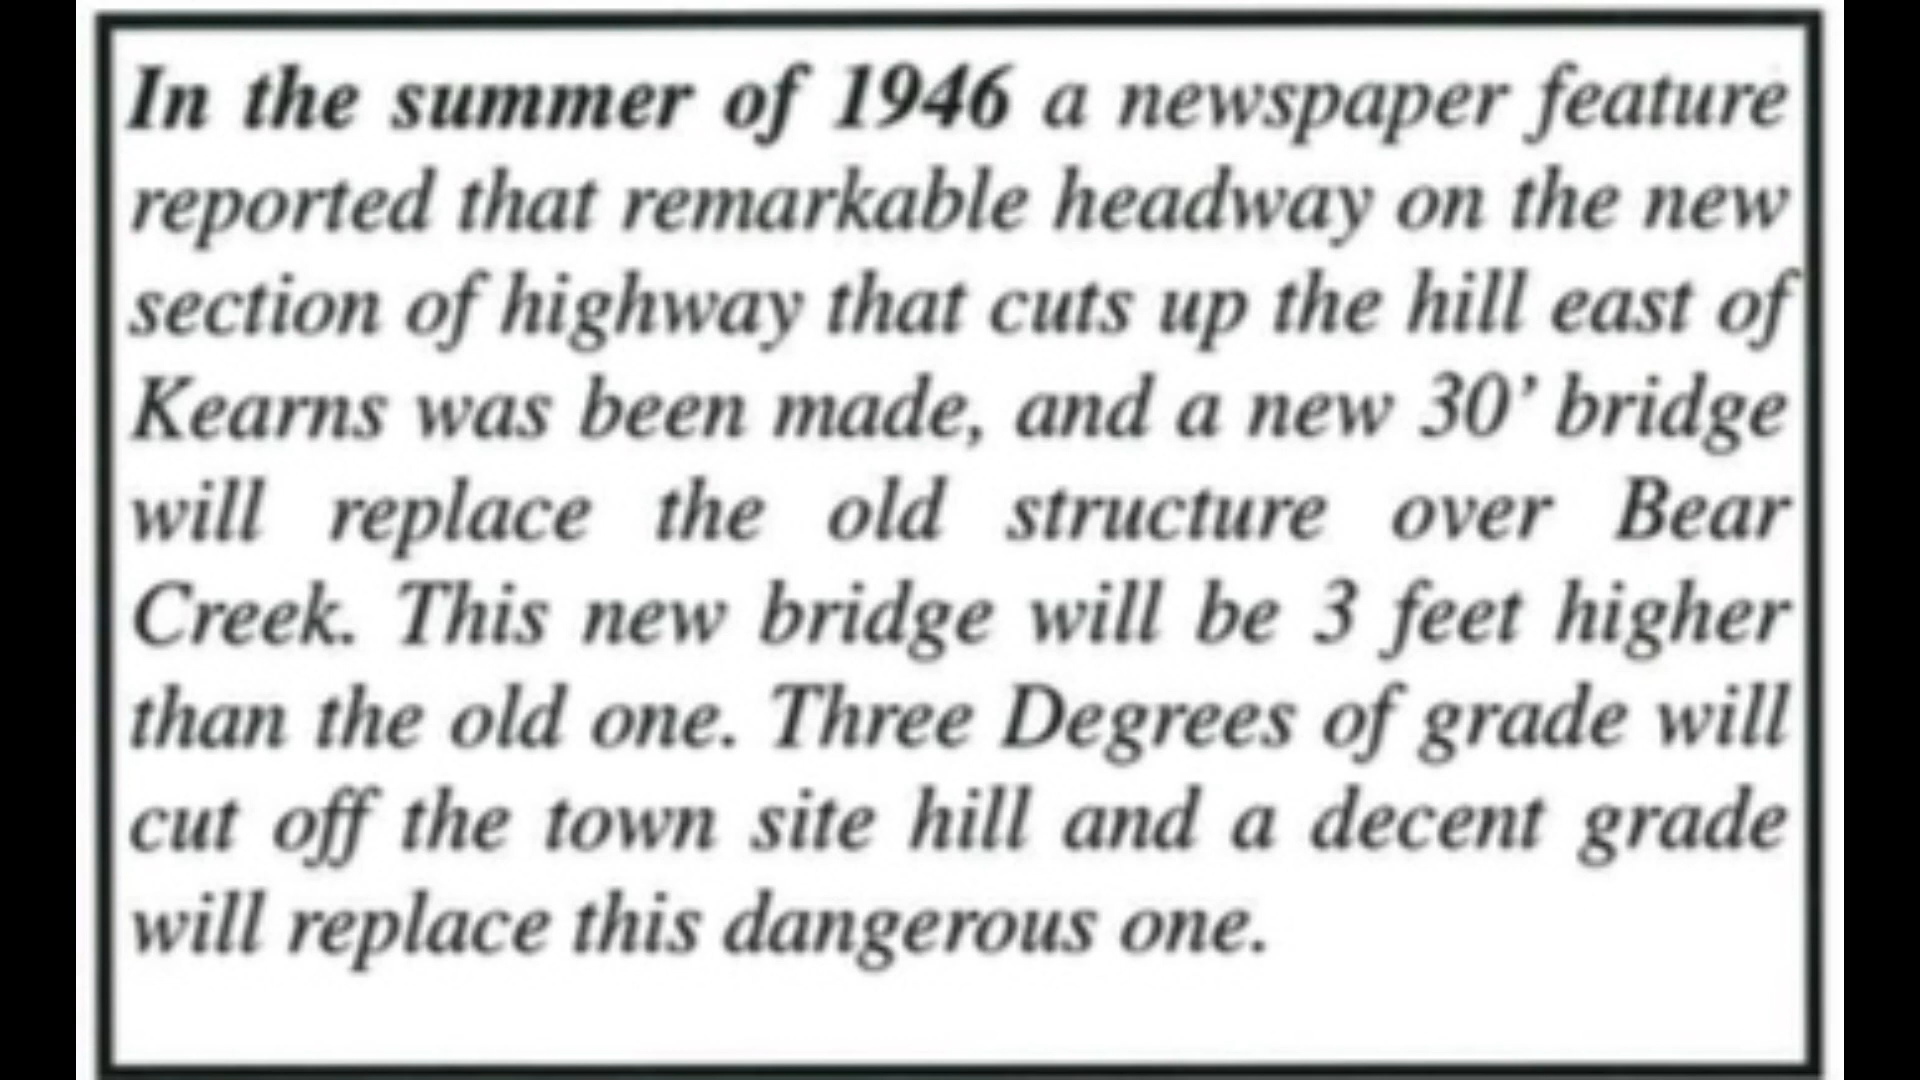 In the summer of 1946 a newspaper feature
reported that remarkable headway on the new
section of highway that cuts up the hill east of
Kearns was been made, and a new 30’ bridge
will replace the old structure over Bear
Creek. This new bridge will be 3 feet higher
than the old one. Three Degrees of grade will
cut off the town site hill and a decent grade
will replace this dangerous one.